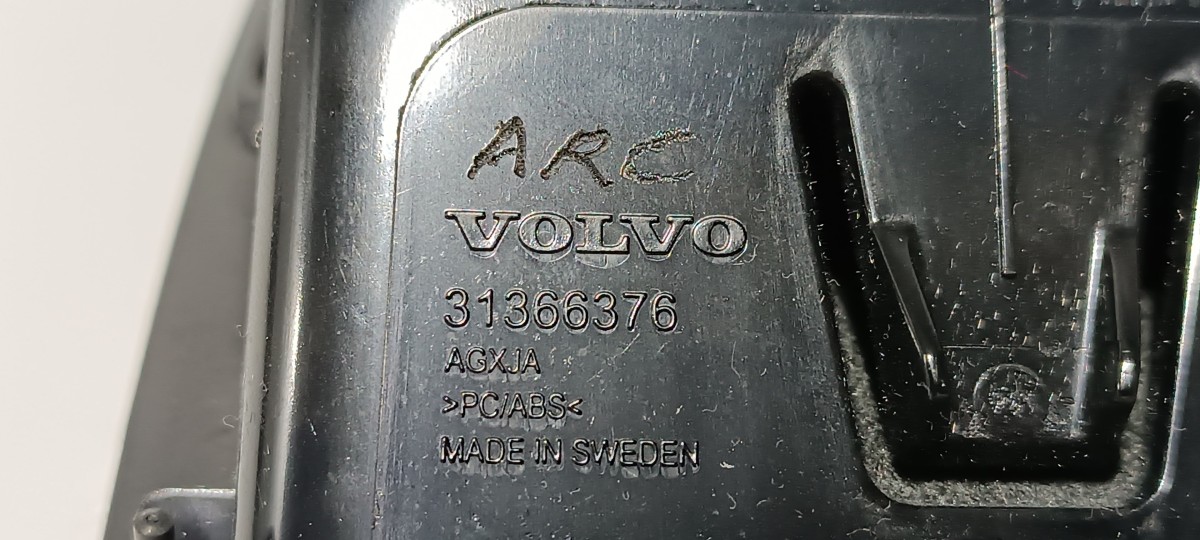 ARC
VOLVO
31366376
AGXJA
>PC/ABS<
MADE IN SWEDEN